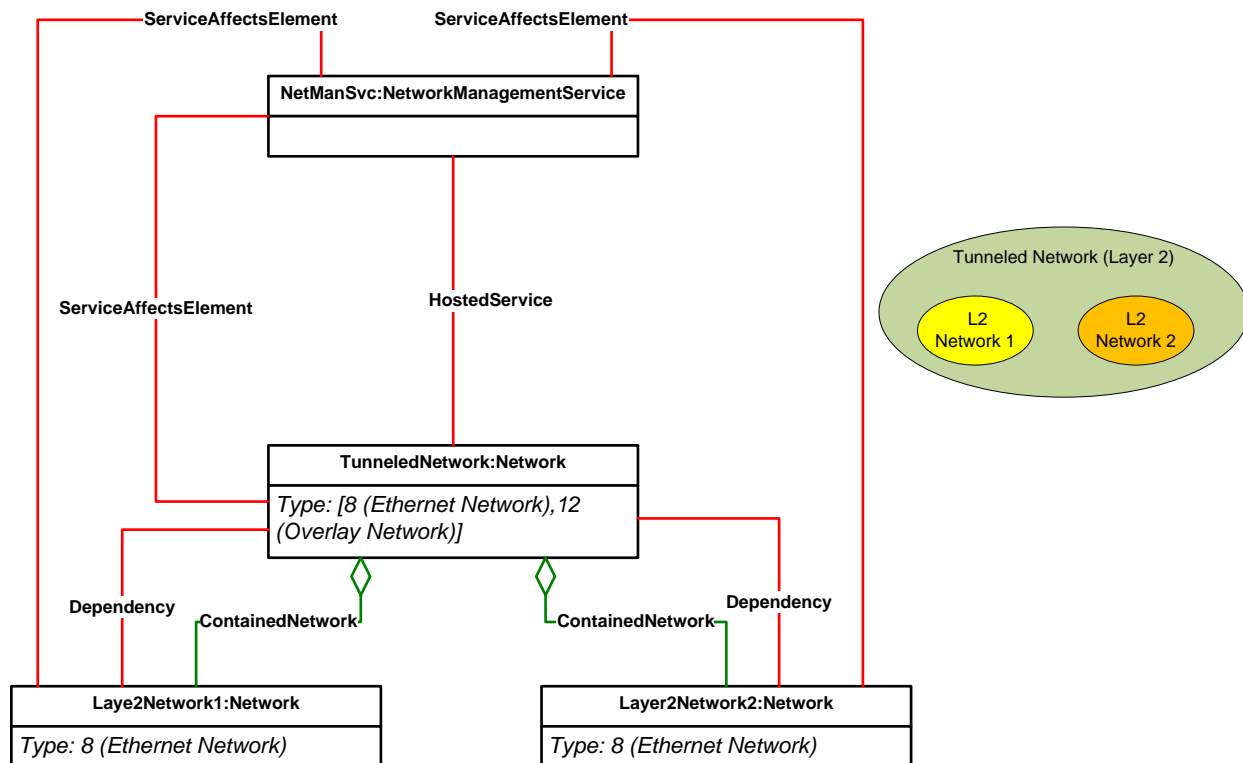 ServiceAffectsElement
ServiceAffectsElement
NetManSvc:NetworkManagementService
Tunneled Network (Layer 2)
ServiceAffectsElement
HostedService
L2
Network 1
L2
Network 2
TunneledNetwork:Network
Type: [8 (Ethernet Network),12
(Overlay Network)]
Dependency
ContainedNetwork
ContainedNetwork
Dependency
Laye2Network1:Network
Type: 8 (Ethernet Network)
Layer2Network2:Network
Type: 8 (Ethernet Network)